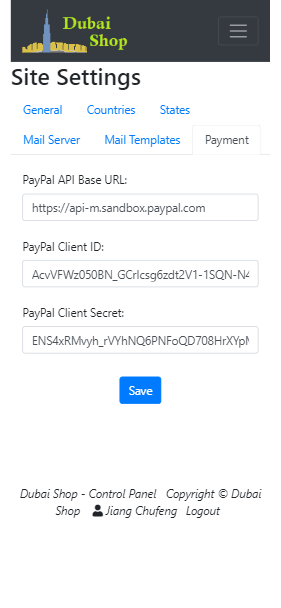 Dubai
Shop
Site Settings
General Countries States
Mail Server Mail Templates Payment
PayPal API Base URL:
https://api-m.sandbox.paypal.com
PayPal Client ID:
AcvVFWz050BN_GCrIcsg6zdt2V1-1SQN-N4
PayPal Client Secret:
ENS4xRMvyh_rVYhNQ6PNFoQD708HrXYpM
Save
Dubai Shop - Control Panel Copyright © Dubai
Shop Jiang Chufeng Logout